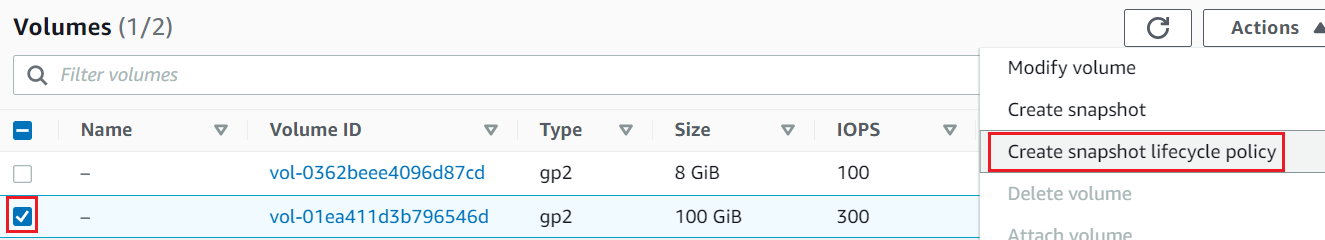 Volumes (1/2)
Actions
Filter volumes
Modify volume
Create snapshot
Name Volume ID Type Size IOPS
Create snapshot lifecycle policy
– vol-0362beee4096d87cd gp2 8 GiB 100
Delete volume
– vol-01ea411d3b796546d gp2 100 GiB 300
Attach volume